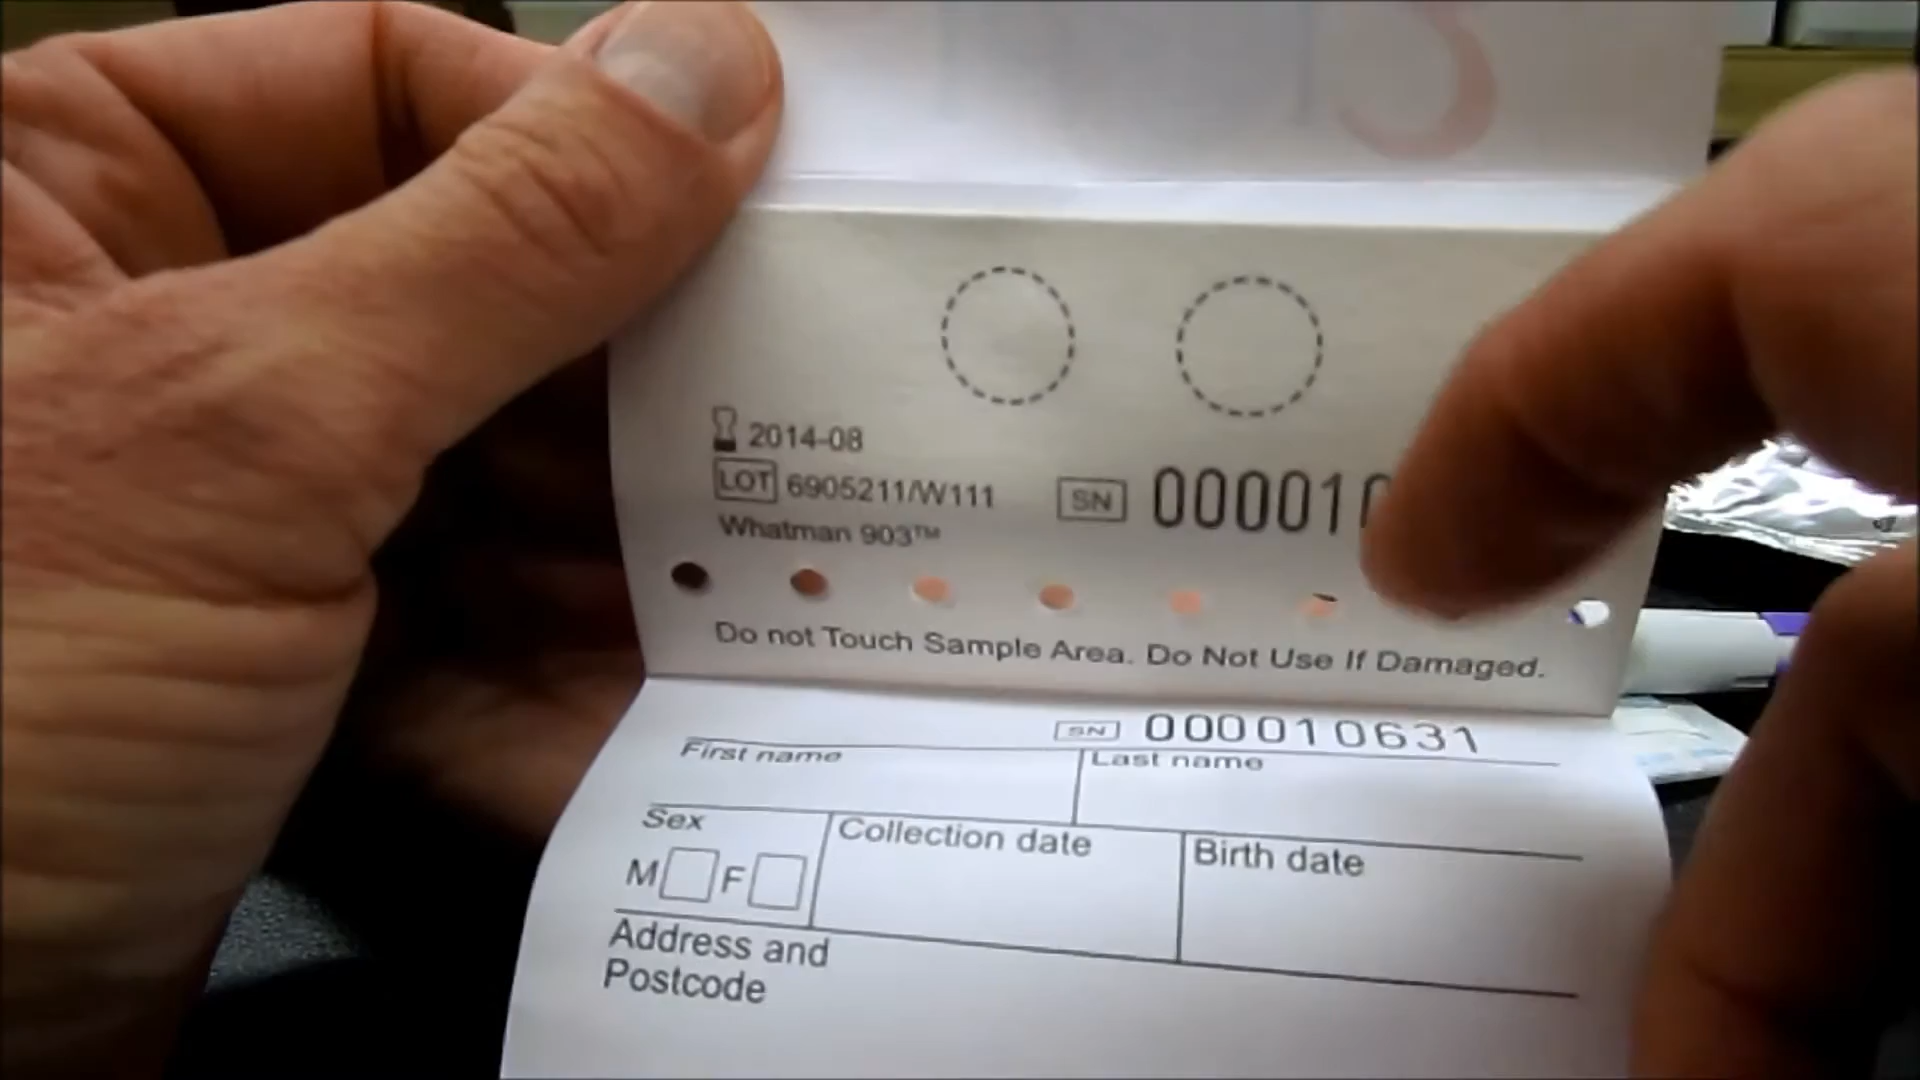 2014-08
LOT 6905211/W111
SN 000010
Whatman 903™
Do not Touch Sample Area. Do Not Use If Damaged.
SN 000010631
First name
Last name
Sex
M F
Collection date
Birth date
Address and
Postcode